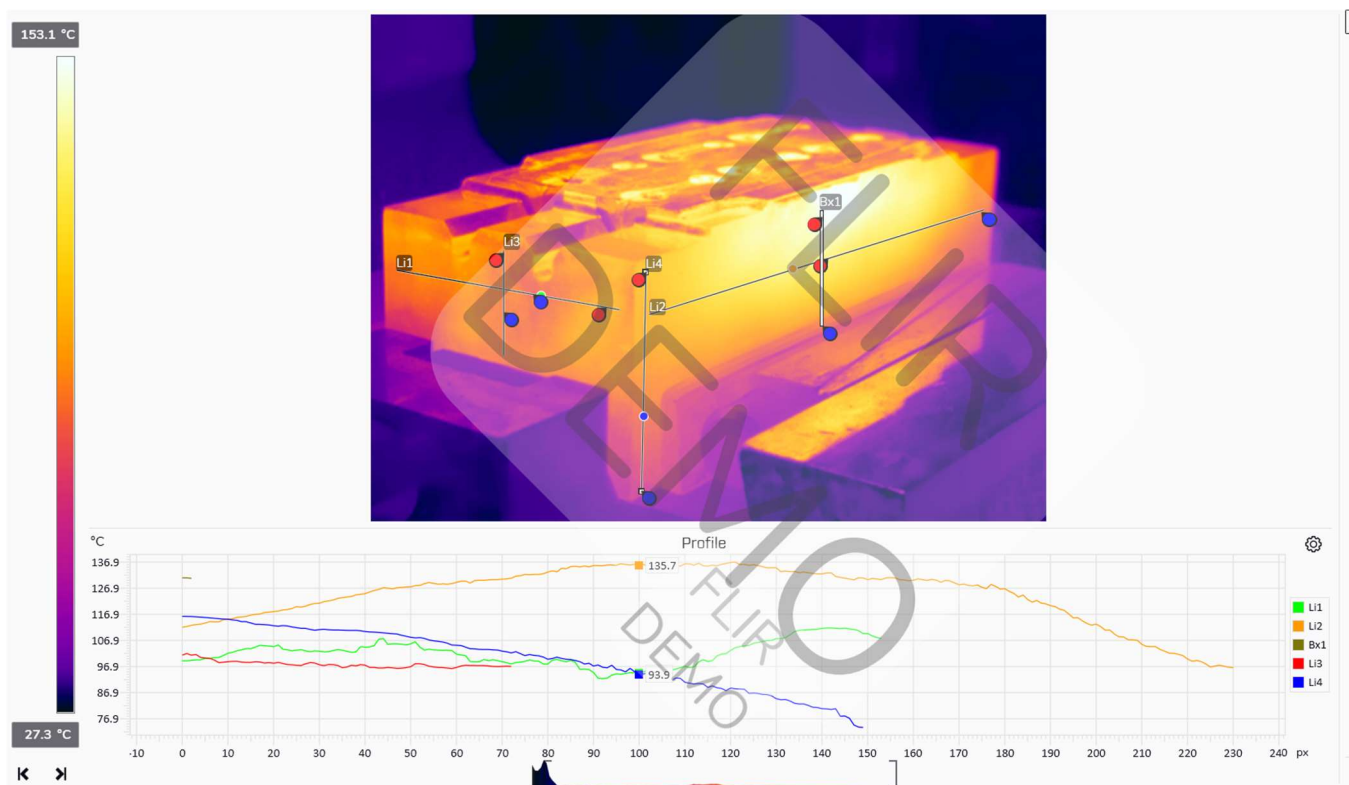 153.1 °C
Bx1
Li3
Li1
Li4
Li2
FLIR
DEMO
27.3 °C
°C
Profile
136.9
126.9
116.9
106.9
96.9
86.9
76.9
135.7
93.9
FLIR
DEMO
Li1
Li2
Bx1
Li3
Li4
-10 0 10 20 30 40 50 60 70 80 90 100 110 120 130 140 150 160 170 180 190 200 210 220 230 240 px